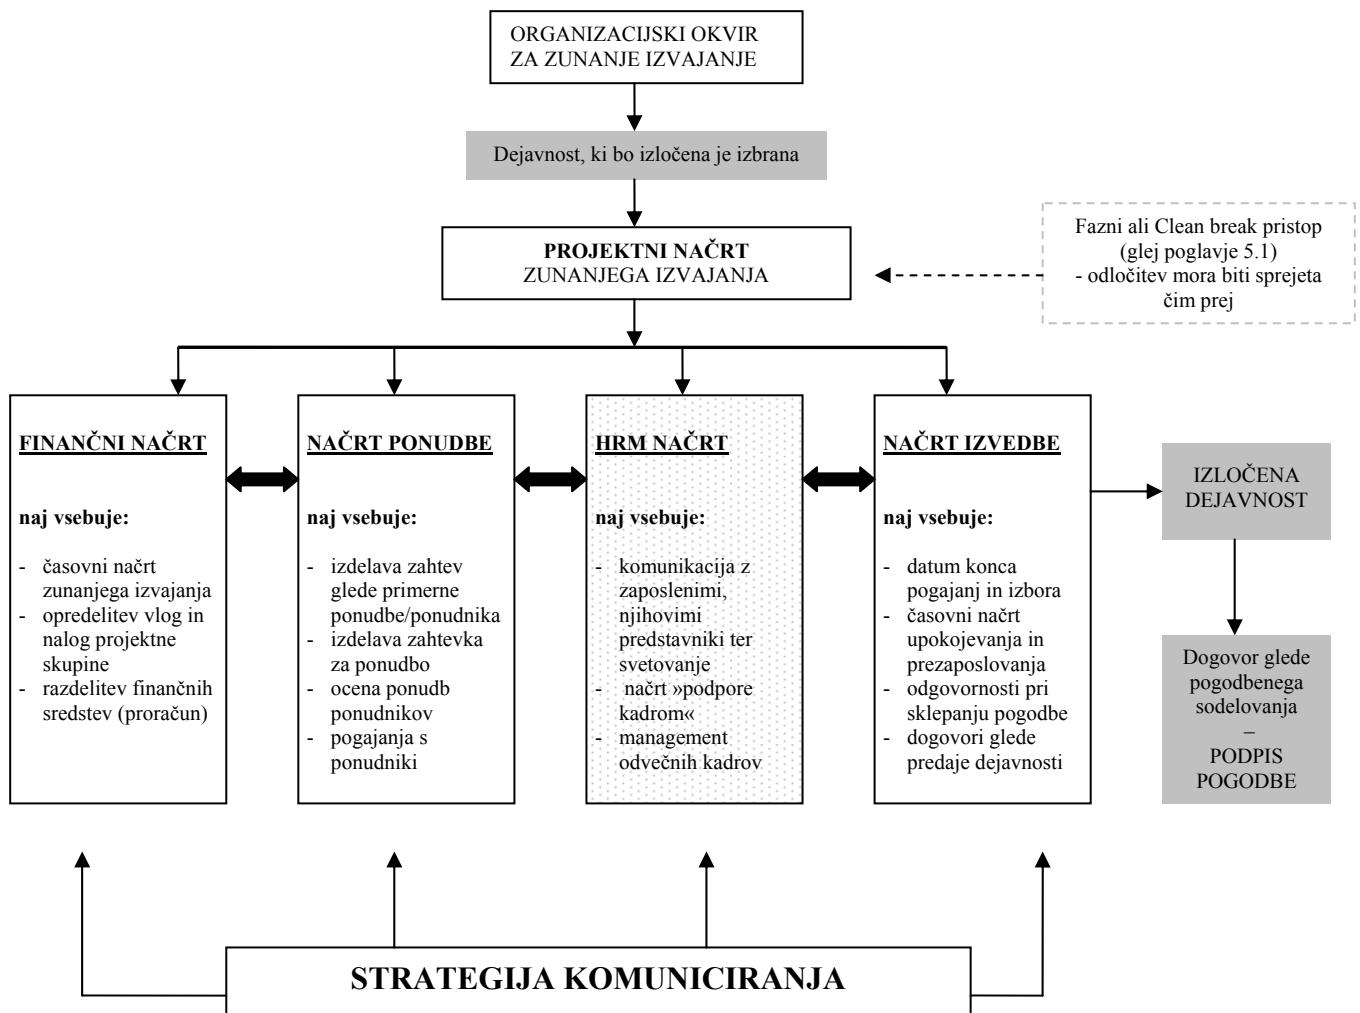 ORGANIZACIJSKI OKVIR
ZA ZUNANJE IZVAJANJE
Dejavnost, ki bo izločena je izbrana
PROJEKTNI NAČRT
ZUNANJEGA IZVAJANJA
Fazni ali Clean break pristop
(glej poglavje 5.1)
- odločitev mora biti sprejeta
čim prej
FINANČNI NAČRT
naj vsebuje:
- časovni načrt
zunanjega izvajanja
- opredelitev vlog in
nalog projektne
skupine
- razdelitev finančnih
sredstev (proračun)
NAČRT PONUDBE
naj vsebuje:
- izdelava zahtev
glede primerne
ponudbe/ponudnika
- izdelava zahtevka
za ponudbo
- ocena ponudb
ponudnikov
- pogajanja s
ponudniki
HRM NAČRT
naj vsebuje:
- komunikacija z
zaposlenimi,
njihovimi
predstavniki ter
svetovanje
- načrt »podpore
kadrom«
- management
odvečnih kadrov
NAČRT IZVEDBE
naj vsebuje:
- datum konca
pogajanj in izbora
- časovni načrt
upokojevanja in
prezaposlovanja
- odgovornosti pri
sklepanju pogodbe
- dogovori glede
predaje dejavnosti
IZLOČENA
DEJAVNOST
Dogovor glede
pogodbenega
sodelovanja
–
PODPIS
POGODBE
STRATEGIJA KOMUNICIRANJA